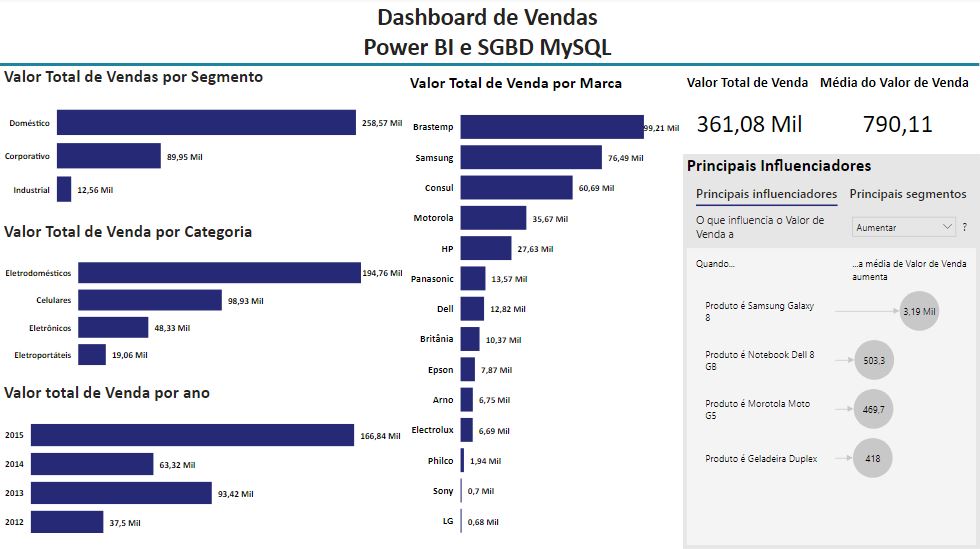 Dashboard de Vendas
Power BI e SGBD MySQL
Valor Total de Vendas por Segmento
Doméstico 258,57 Mil
Corporativo 89,95 Mil
Industrial 12,56 Mil
Valor Total de Venda por Categoria
Eletrodomésticos 194,76 Mil
Celulares 98,93 Mil
Eletrônicos 48,33 Mil
Eletroportáteis 19,06 Mil
Valor total de Venda por ano
2015 166,84 Mil
2014 63,32 Mil
2013 93,42 Mil
2012 37,5 Mil
Valor Total de Venda por Marca
Brastemp 99,21 Mil
Samsung 76,49 Mil
Consul 60,69 Mil
Motorola 35,67 Mil
HP 27,63 Mil
Panasonic 13,57 Mil
Dell 12,82 Mil
Britânia 10,37 Mil
Epson 7,87 Mil
Arno 6,75 Mil
Electrolux 6,69 Mil
Philco 1,94 Mil
Sony 0,7 Mil
LG 0,68 Mil
Valor Total de Venda
361,08 Mil
Média do Valor de Venda
790,11
Principais Influenciadores
Principais influenciadores Principais segmentos
O que influencia o Valor de
Venda a
Aumentar ?
Quando...
...a média de Valor de Venda
aumenta
Produto é Samsung Galaxy
8
3,19 Mil
Produto é Notebook Dell 8
GB
503,3
Produto é Morotola Moto
G5
469,7
Produto é Geladeira Duplex
418